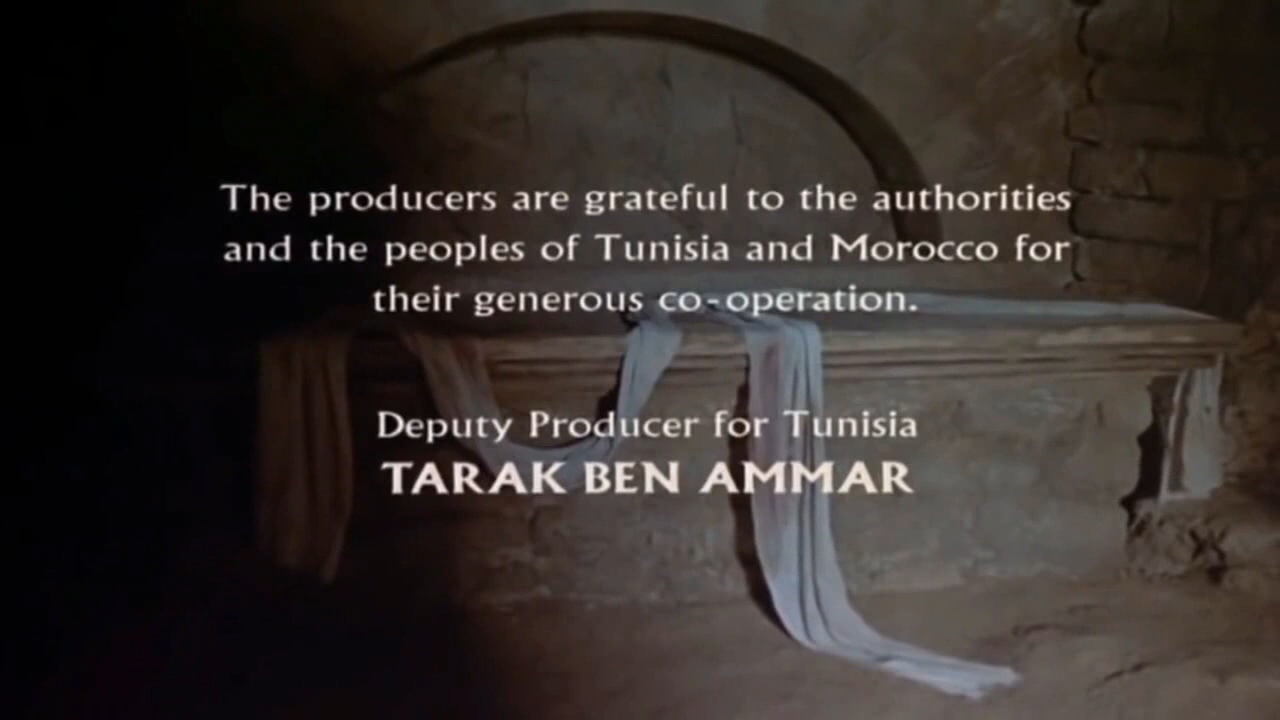 The producers are grateful to the authorities
and the peoples of Tunisia and Morocco for
their generous co-operation.
Deputy Producer for Tunisia
TARAK BEN AMMAR